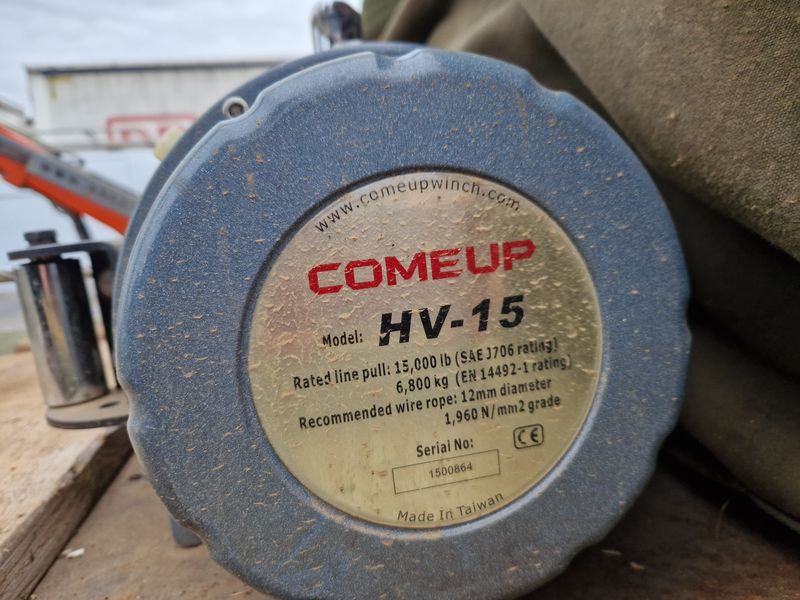 www.comeupwinch.com
COMEUP
Model: HV-15
Rated line pull: 15,000 lb (SAE J706 rating)
6,800 kg (EN 14492-1 rating)
Recommended wire rope: 12mm diameter
1,960 N/mm2 grade
Serial No: CE
1500864
Made In Taiwan